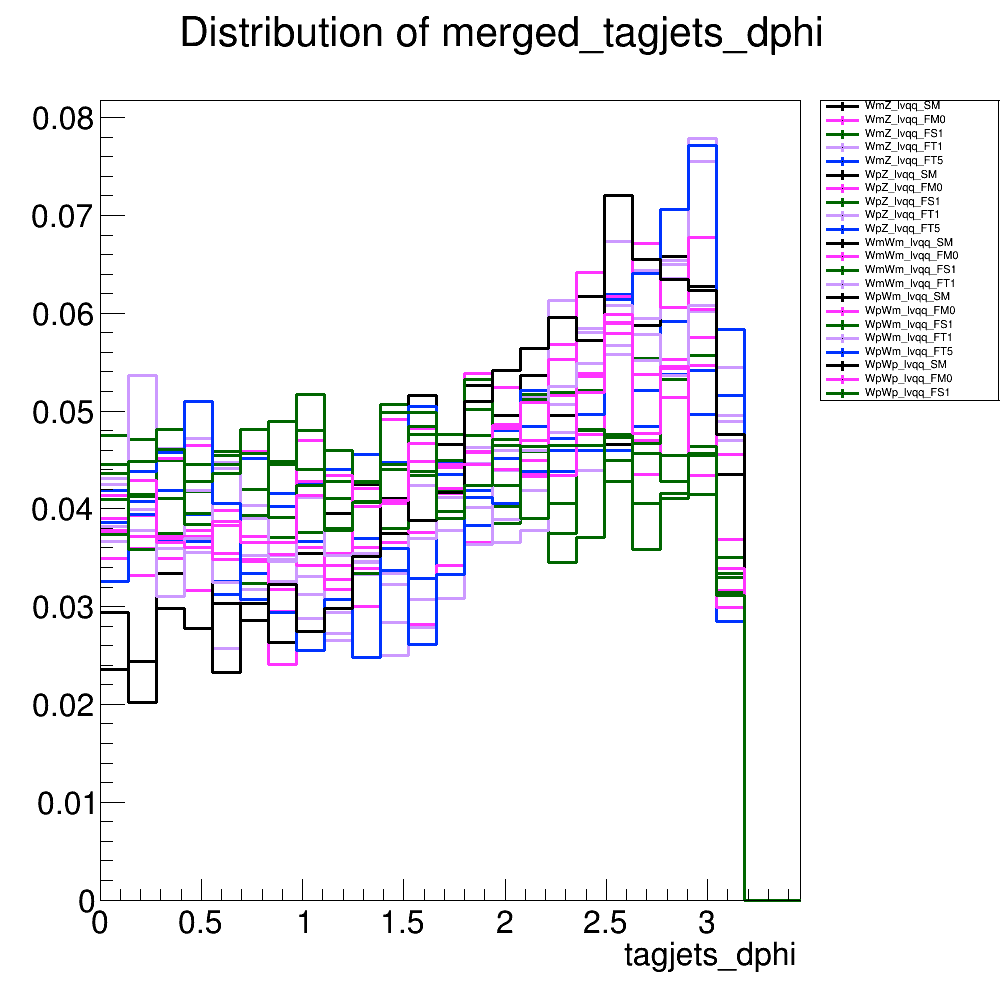 Distribution of merged_tagjets_dphi
0.08
0.07
0.06
0.05
0.04
0.03
0.02
0.01
0
0 0.5 1 1.5 2 2.5 3
tagjets_dphi
WmZ_lvqq_SM
WmZ_lvqq_FM0
WmZ_lvqq_FS1
WmZ_lvqq_FT1
WmZ_lvqq_FT5
WpZ_lvqq_SM
WpZ_lvqq_FM0
WpZ_lvqq_FS1
WpZ_lvqq_FT1
WpZ_lvqq_FT5
WmWm_lvqq_SM
WmWm_lvqq_FM0
WmWm_lvqq_FS1
WmWm_lvqq_FT1
WpWm_lvqq_SM
WpWm_lvqq_FM0
WpWm_lvqq_FS1
WpWm_lvqq_FT1
WpWm_lvqq_FT5
WpWp_lvqq_SM
WpWp_lvqq_FM0
WpWp_lvqq_FS1